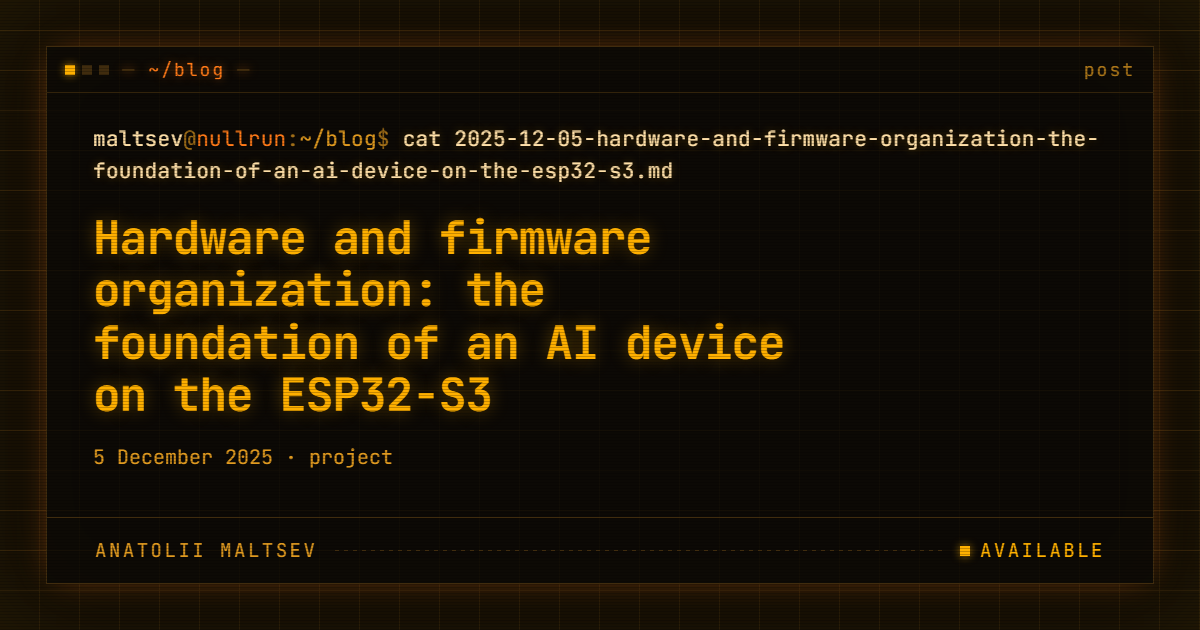 — ~/blog —
post
maltsev@nullrun:~/blog$ cat 2025-12-05-hardware-and-firmware-organization-the-
foundation-of-an-ai-device-on-the-esp32-s3.md
Hardware and firmware
organization: the
foundation of an AI device
on the ESP32-S3
5 December 2025 · project
ANATOLII MALTSEV
AVAILABLE